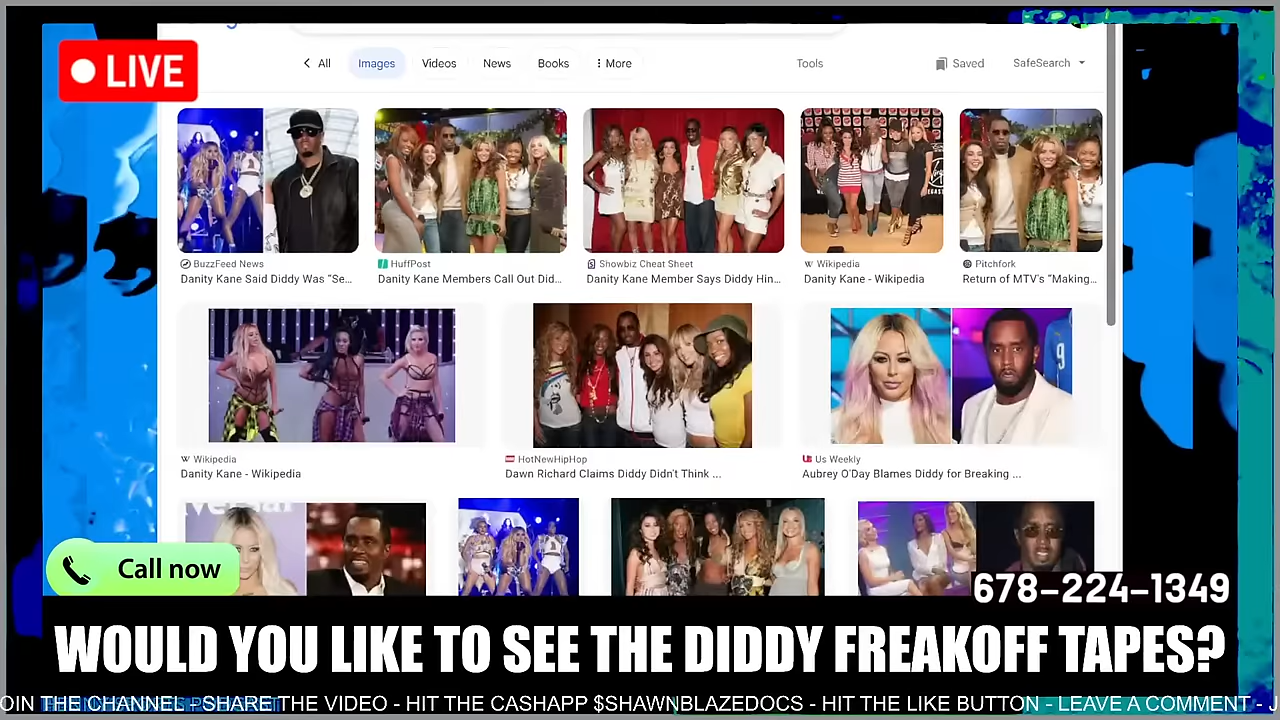 LIVE
All
Images
Videos
News
Books
More
Tools
Saved
SafeSearch
BuzzFeed News
Danity Kane Said Diddy Was “Se...
HuffPost
Danity Kane Members Call Out Did...
Showbiz Cheat Sheet
Danity Kane Member Says Diddy Hin...
Wikipedia
Danity Kane - Wikipedia
Pitchfork
Return of MTV's “Making...
Wikipedia
Danity Kane - Wikipedia
HotNewHipHop
Dawn Richard Claims Diddy Didn't Think ...
Us Weekly
Aubrey O'Day Blames Diddy for Breaking ...
Call now
678-224-1349
WOULD YOU LIKE TO SEE THE DIDDY FREAKOFF TAPES?
OIN THE CHANNEL - SHARE THE VIDEO - HIT THE CASHAPP $SHAWNBLAZEDOCS - HIT THE LIKE BUTTON - LEAVE A COMMENT - J